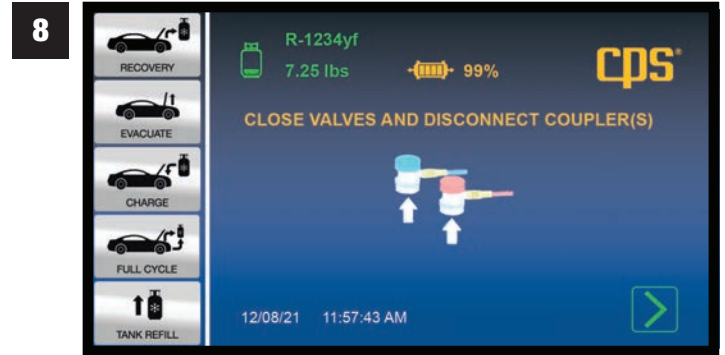 8
RECOVERY
EVACUATE
CHARGE
FULL CYCLE
TANK REFILL
R-1234yf
7.25 lbs
99%
cps®
CLOSE VALVES AND DISCONNECT COUPLER(S)
12/08/21 11:57:43 AM